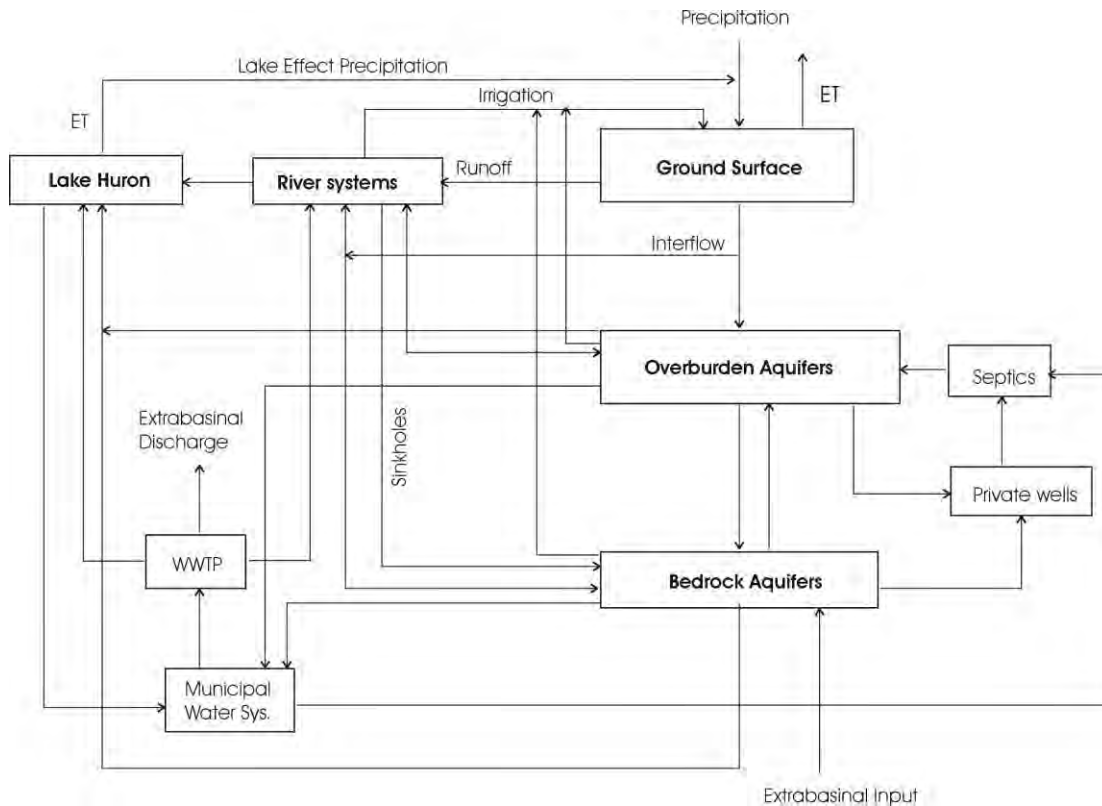 Precipitation
Lake Effect Precipitation
Irrigation
ET
ET
Lake Huron
River systems
Runoff
Ground Surface
Interflow
Overburden Aquifers
Septics
Extrabasinal
Discharge
Sinkholes
Private wells
WWTP
Bedrock Aquifers
Municipal
Water Sys.
Extrabasinal Input